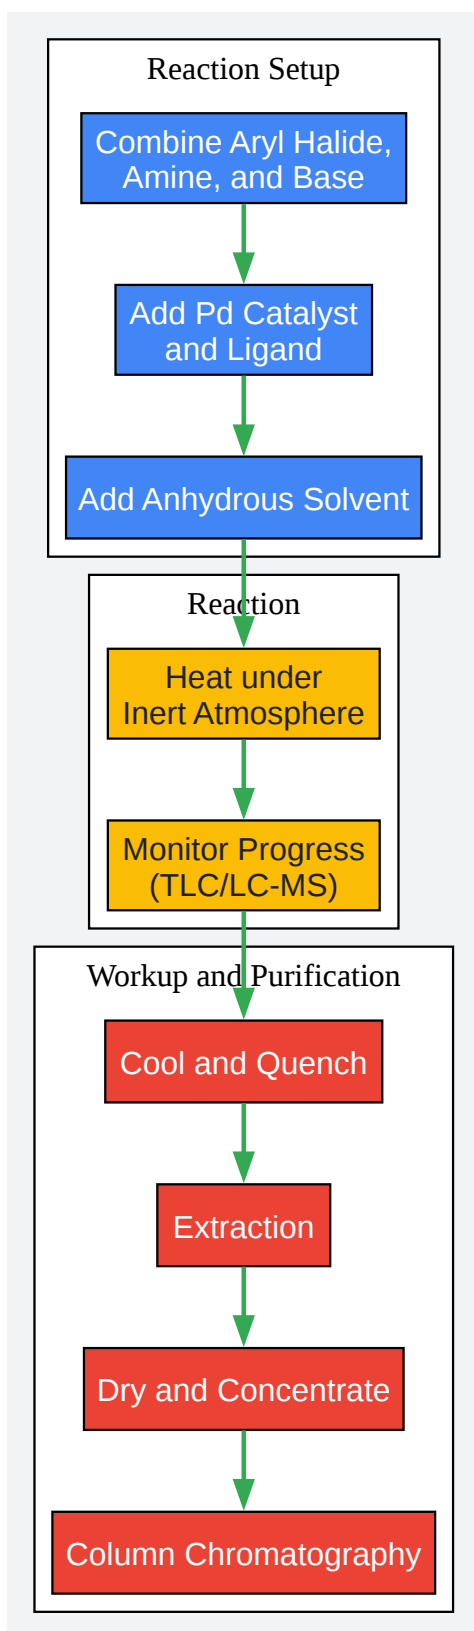 Reaction Setup
Combine Aryl Halide,
Amine, and Base
Add Pd Catalyst
and Ligand
Add Anhydrous Solvent
Reaction
Heat under
Inert Atmosphere
Monitor Progress
(TLC/LC-MS)
Workup and Purification
Cool and Quench
Extraction
Dry and Concentrate
Column Chromatography